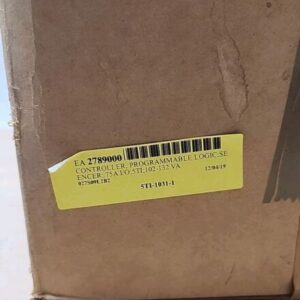 EA 2789000
CONTROLLER, PROGRAMMABLE LOGIC;SE
ENCER;.75A I/O;5TI;102-132 VA
12/04/19
5TI-1031-1